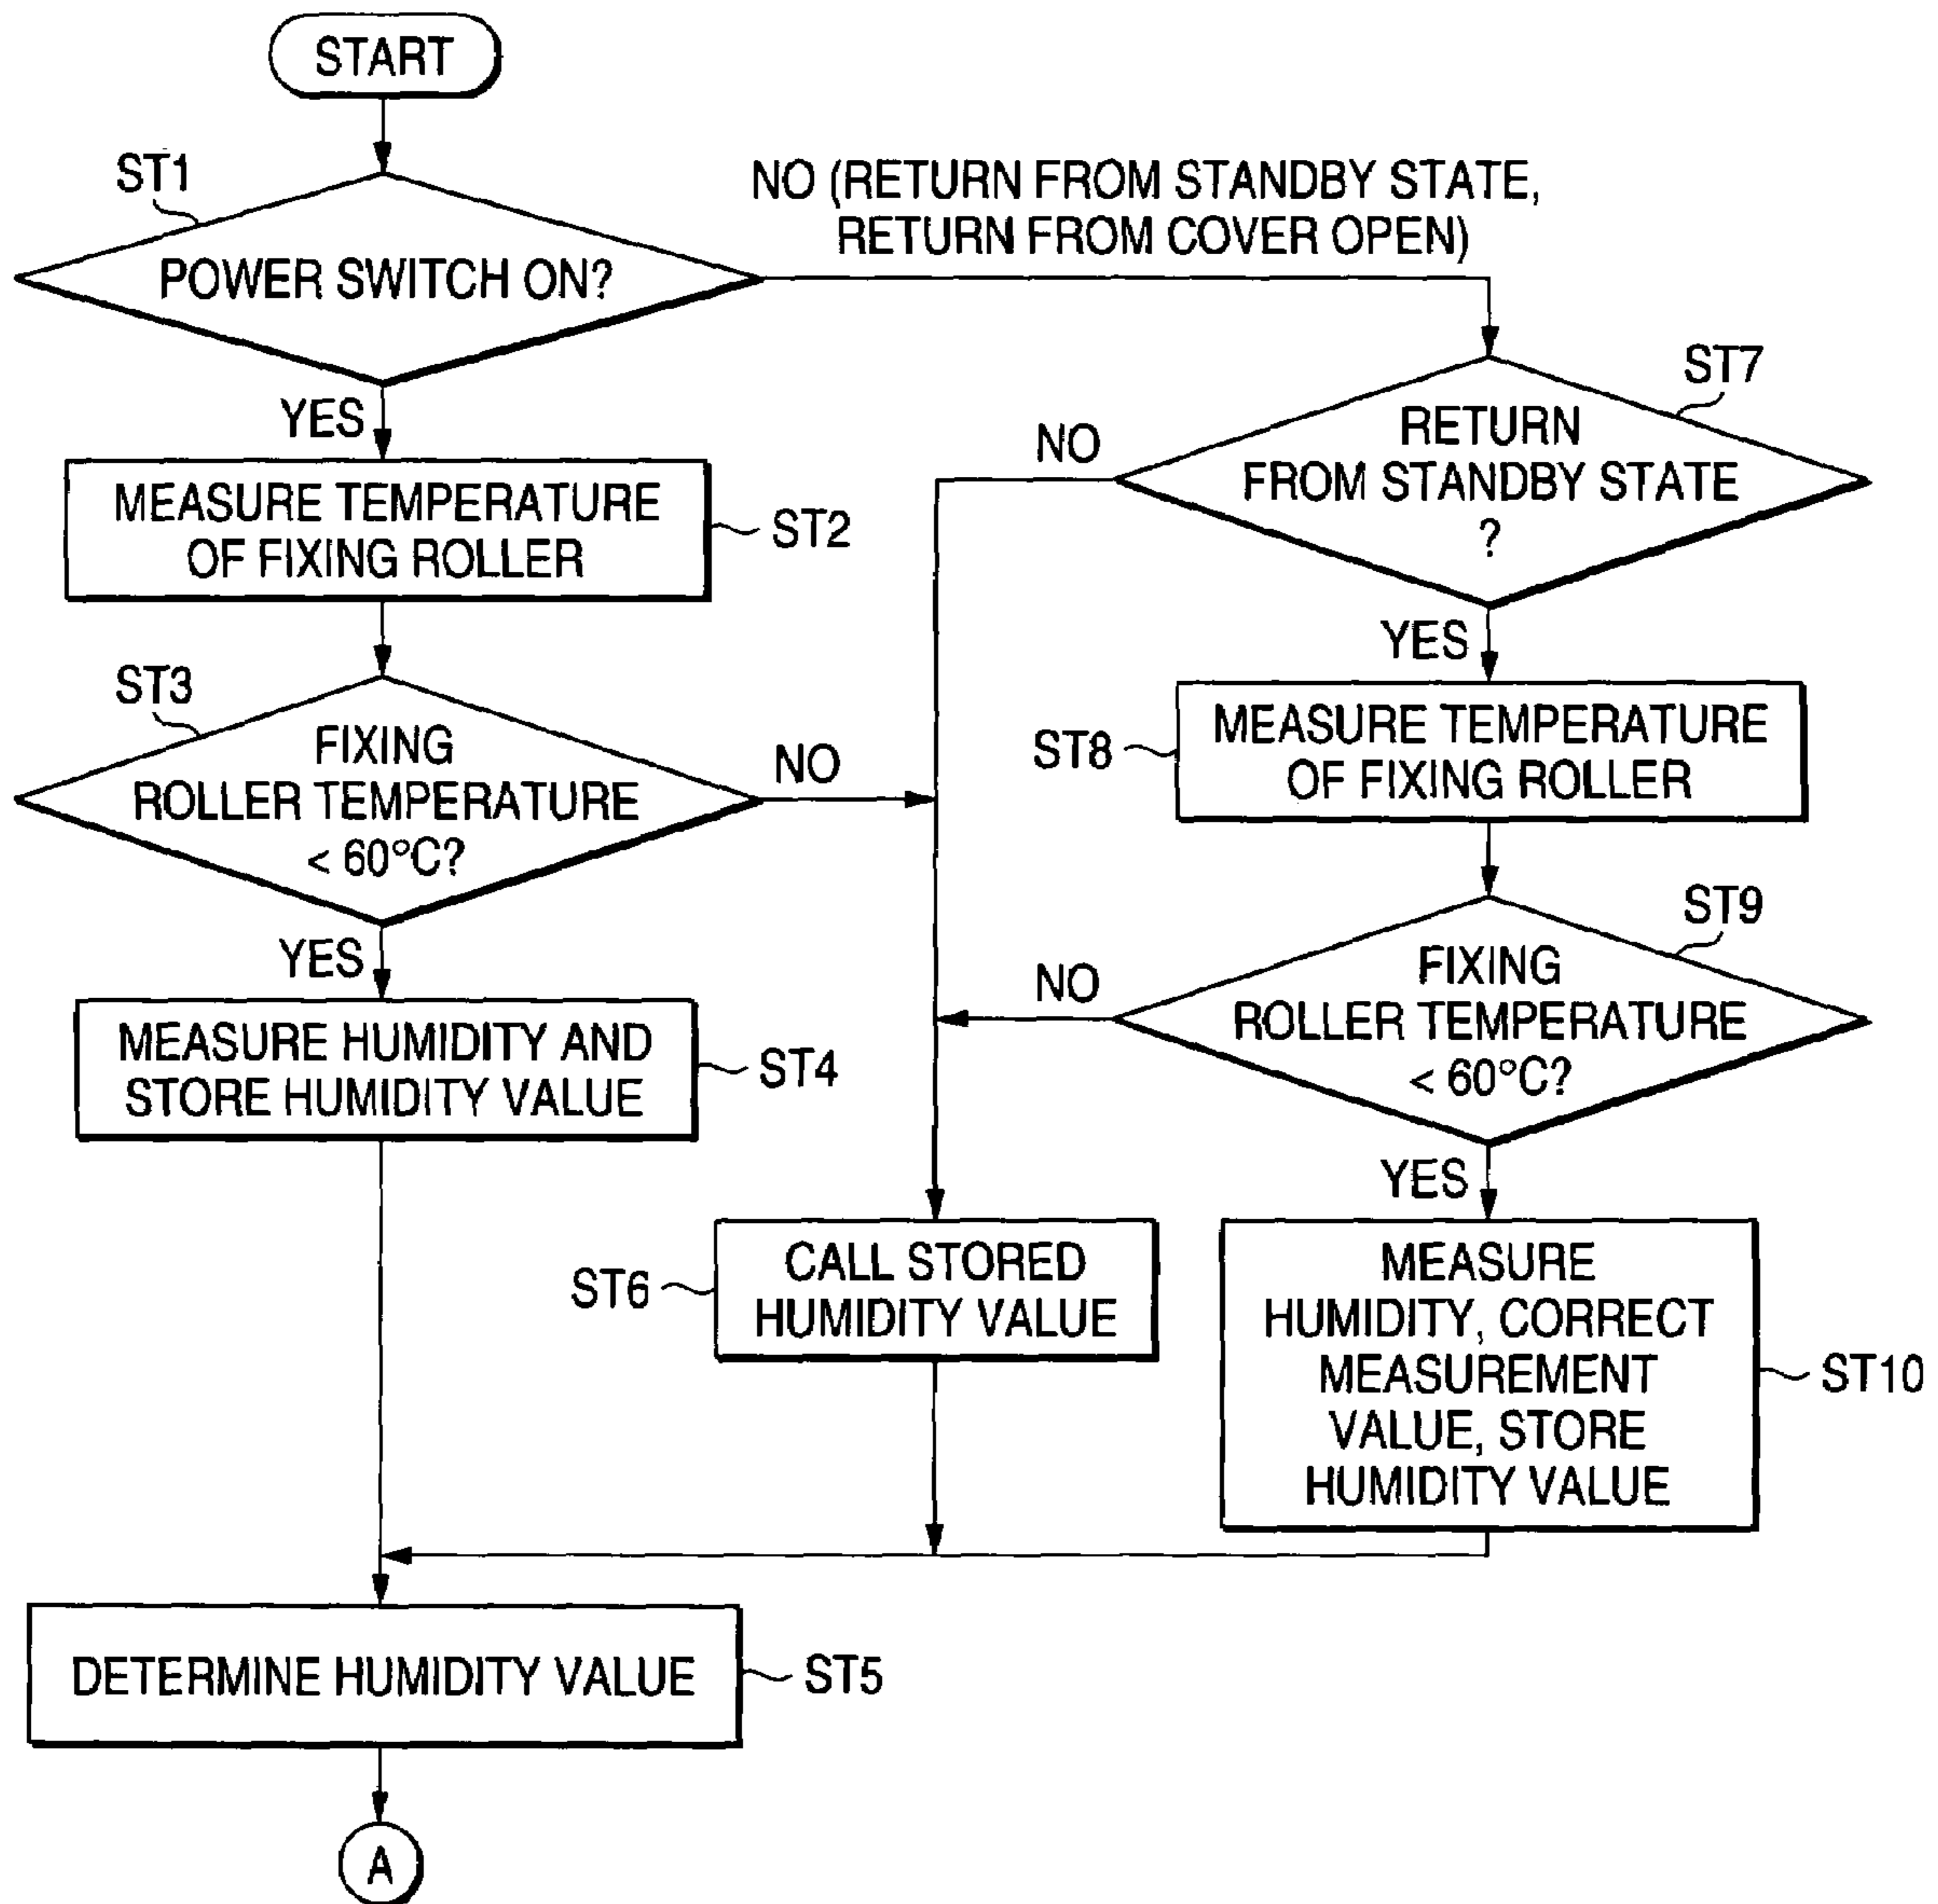 START
ST1
POWER SWITCH ON?
NO (RETURN FROM STANDBY STATE,
RETURN FROM COVER OPEN)
YES
MEASURE TEMPERATURE
OF FIXING ROLLER
ST2
ST3
FIXING
ROLLER TEMPERATURE
< 60°C?
NO
YES
MEASURE HUMIDITY AND
STORE HUMIDITY VALUE
ST4
ST7
RETURN
FROM STANDBY STATE
?
NO
YES
ST8
MEASURE TEMPERATURE
OF FIXING ROLLER
ST9
FIXING
ROLLER TEMPERATURE
< 60°C?
NO
YES
ST6
CALL STORED
HUMIDITY VALUE
MEASURE
HUMIDITY, CORRECT
MEASUREMENT
VALUE, STORE
HUMIDITY VALUE
ST10
DETERMINE HUMIDITY VALUE
ST5
A